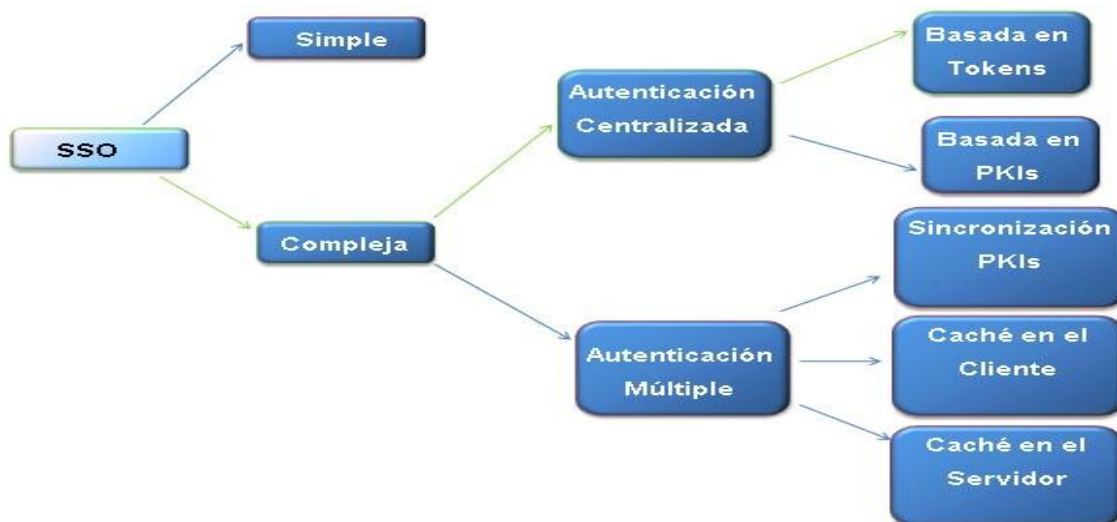 SSO
Simple
Compleja
Autenticación
Centralizada
Autenticación
Múltiple
Basada en
Tokens
Basada en
PKIs
Sincronización
PKIs
Caché en el
Cliente
Caché en el
Servidor